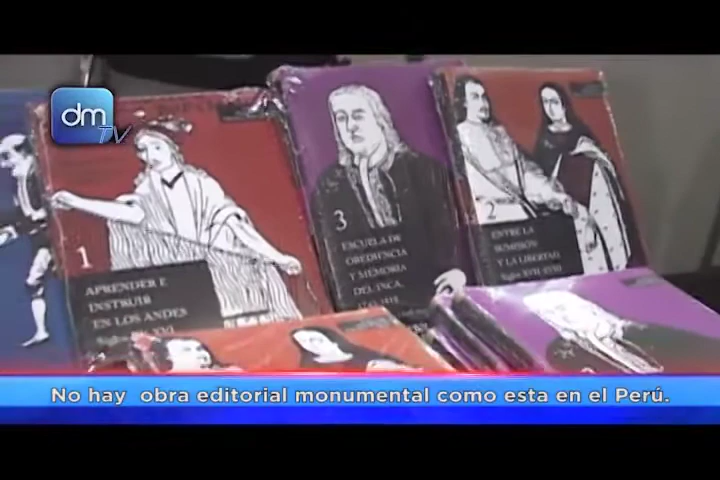 dm
TV
1
APRENDER E
INSTRUIR
EN LOS ANDES
3
ESCUELA DE
OBEDIENCIA
Y MEMORIA
DEL INCA.
2
ENTRE LA
SUMISIÓN
Y LA LIBERTAD
No hay obra editorial monumental como esta en el Perú.